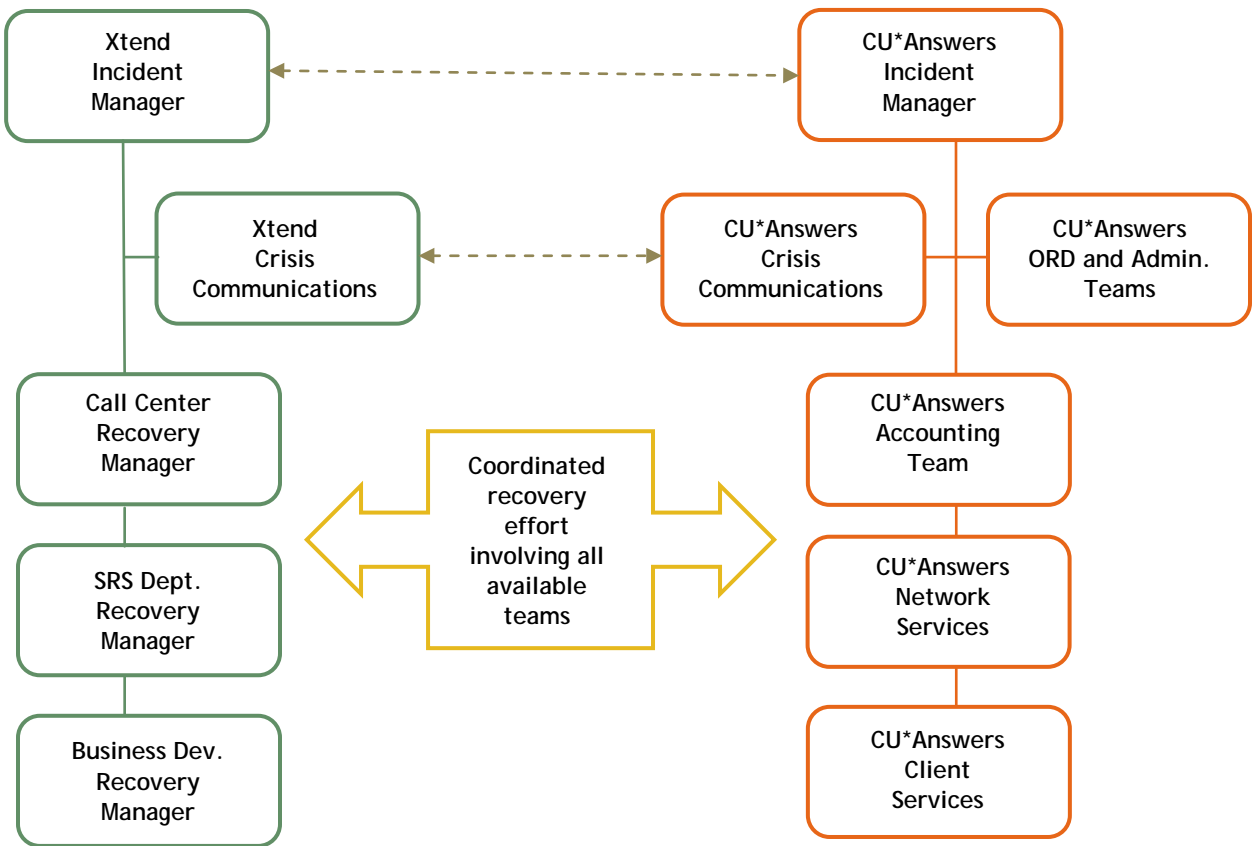 Xtend
Incident
Manager
CU*Answers
Incident
Manager
Xtend
Crisis
Communications
CU*Answers
Crisis
Communications
CU*Answers
ORD and Admin.
Teams
Call Center
Recovery
Manager
Coordinated
recovery
effort
involving all
available
teams
CU*Answers
Accounting
Team
SRS Dept.
Recovery
Manager
CU*Answers
Network
Services
Business Dev.
Recovery
Manager
CU*Answers
Client
Services